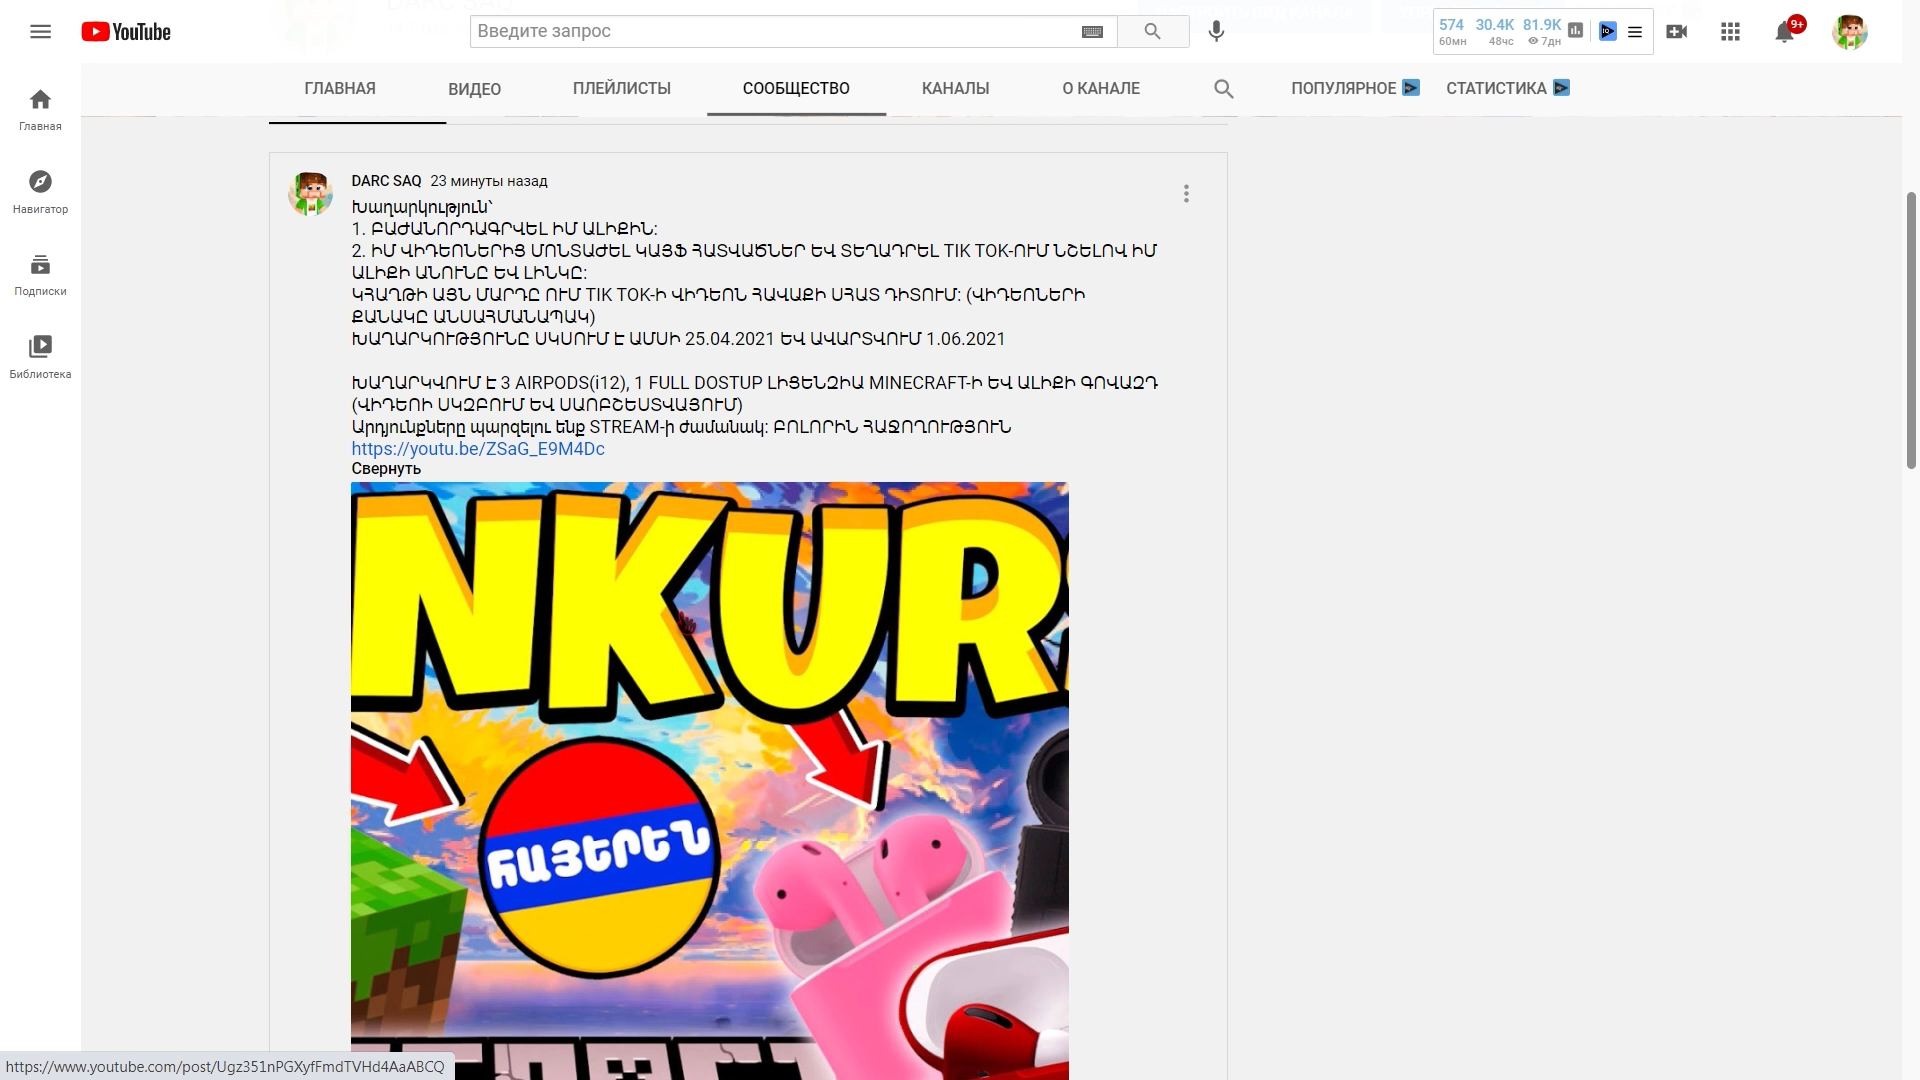 YouTube
Введите запрос
574 30.4K 81.9K
60мн 48чс 7дн
9+
ГЛАВНАЯ ВИДЕО ПЛЕЙЛИСТЫ СООБЩЕСТВО КАНАЛЫ О КАНАЛЕ ПОПУЛЯРНОЕ СТАТИСТИКА
Главная
Навигатор
Подписки
Библиотека
DARC SAQ 23 минуты назад
Խաղարկություն՝
1. ԲԱԺԱՆՈՐԴԱԳՐՎԵԼ ԻՄ ԱԼԻՔԻՆ:
2. ԻՄ ՎԻԴԵՈՆԵՐԻՑ ՄՈՆՏԱԺԵԼ ԿԱՅՖ ՀԱՏՎԱԾՆԵՐ ԵՎ ՏԵՂԱԴՐԵԼ TIK TOK-ՈՒՄ ՆՇԵԼՈՎ ԻՄ
ԱԼԻՔԻ ԱՆՈՒՆԸ ԵՎ ԼԻՆԿԸ:
ԿՀԱՂԹԻ ԱՅՆ ՄԱՐԴԸ ՈՒՄ TIK TOK-Ի ՎԻԴԵՈՆ ՀԱՎԱՔԻ ՍՀԱՏ ԴԻՏՈՒՄ: (ՎԻԴԵՈՆԵՐԻ
ՔԱՆԱԿԸ ԱՆՍԱՀՄԱՆԱՊԱԿ)
ԽԱՂԱՐԿՈՒԹՅՈՒՆԸ ՍԿՍՈՒՄ Է ԱՄՍԻ 25.04.2021 ԵՎ ԱՎԱՐՏՎՈՒՄ 1.06.2021
ԽԱՂԱՐԿՎՈՒՄ Է 3 AIRPODS(i12), 1 FULL DOSTUP ԼԻՑԵՆԶԻԱ MINECRAFT-Ի ԵՎ ԱԼԻՔԻ ԳՈՎԱԶԴ
(ՎԻԴԵՈԻ ՍԿԶԲՈՒՄ ԵՎ ՍԱՈԲՇԵՍՏՎԱՅՈՒՄ)
Արդյունքները պարզելու ենք STREAM-ի ժամանակ: ԲՈԼՈՐԻՆ ՀԱՋՈՂՈՒԹՅՈՒՆ
https://youtu.be/ZSaG_E9M4Dc
Свернуть
NKUR
ՀԱՅԵՐԵՆ
https://www.youtube.com/post/Ugz351nPGXyfFmdTVHd4AaABCQ